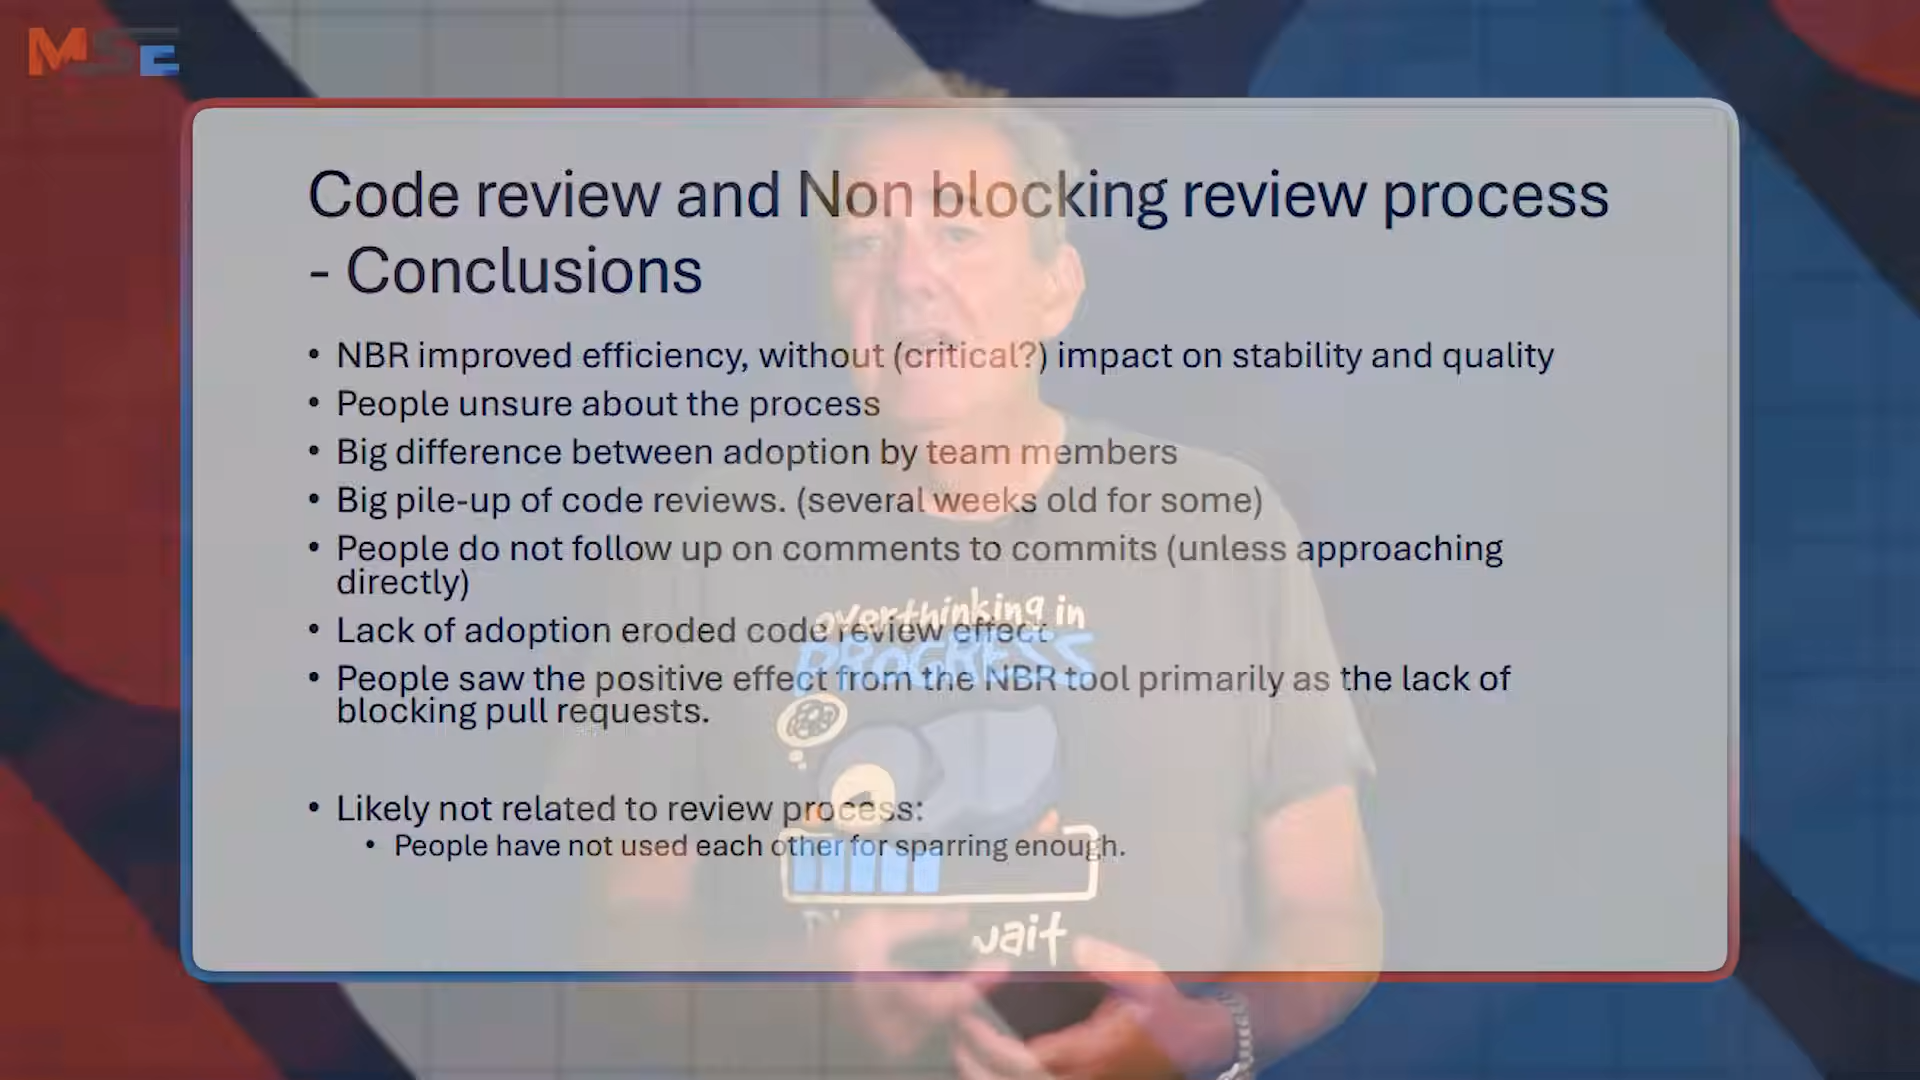 MSE
Code review and Non blocking review process
- Conclusions
• NBR improved efficiency, without (critical?) impact on stability and quality
• People unsure about the process
• Big difference between adoption by team members
• Big pile-up of code reviews. (several weeks old for some)
• People do not follow up on comments to commits (unless approaching
directly)
• Lack of adoption eroded code review effect
• People saw the positive effect from the NBR tool primarily as the lack of
blocking pull requests.
• Likely not related to review process:
• People have not used each other for sparring enough.
overthinking in
PROGRESS
wait